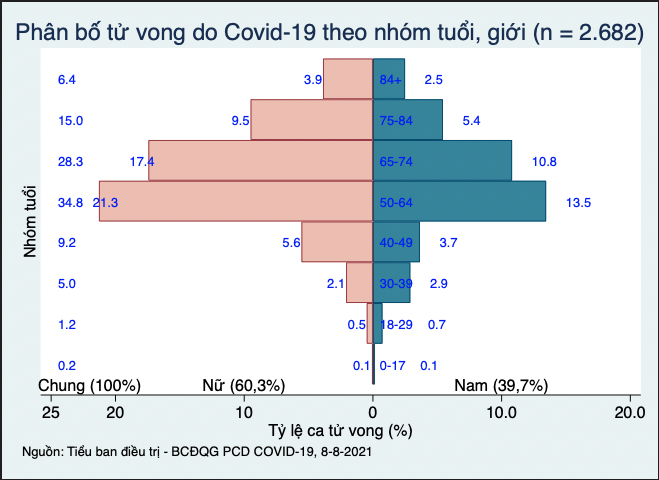 Phân bố tử vong do Covid-19 theo nhóm tuổi, giới (n = 2.682)
Nhóm tuổi
6.4 3.9 84+ 2.5
15.0 9.5 75-84 5.4
28.3 17.4 65-74 10.8
34.8 21.3 50-64 13.5
9.2 5.6 40-49 3.7
5.0 2.1 30-39 2.9
1.2 0.5 18-29 0.7
0.2 0.1 0-17 0.1
Chung (100%) Nữ (60,3%) Nam (39,7%)
25 20 10 0 10.0 20.0
Tỷ lệ ca tử vong (%)
Nguồn: Tiểu ban điều trị - BCĐQG PCD COVID-19, 8-8-2021